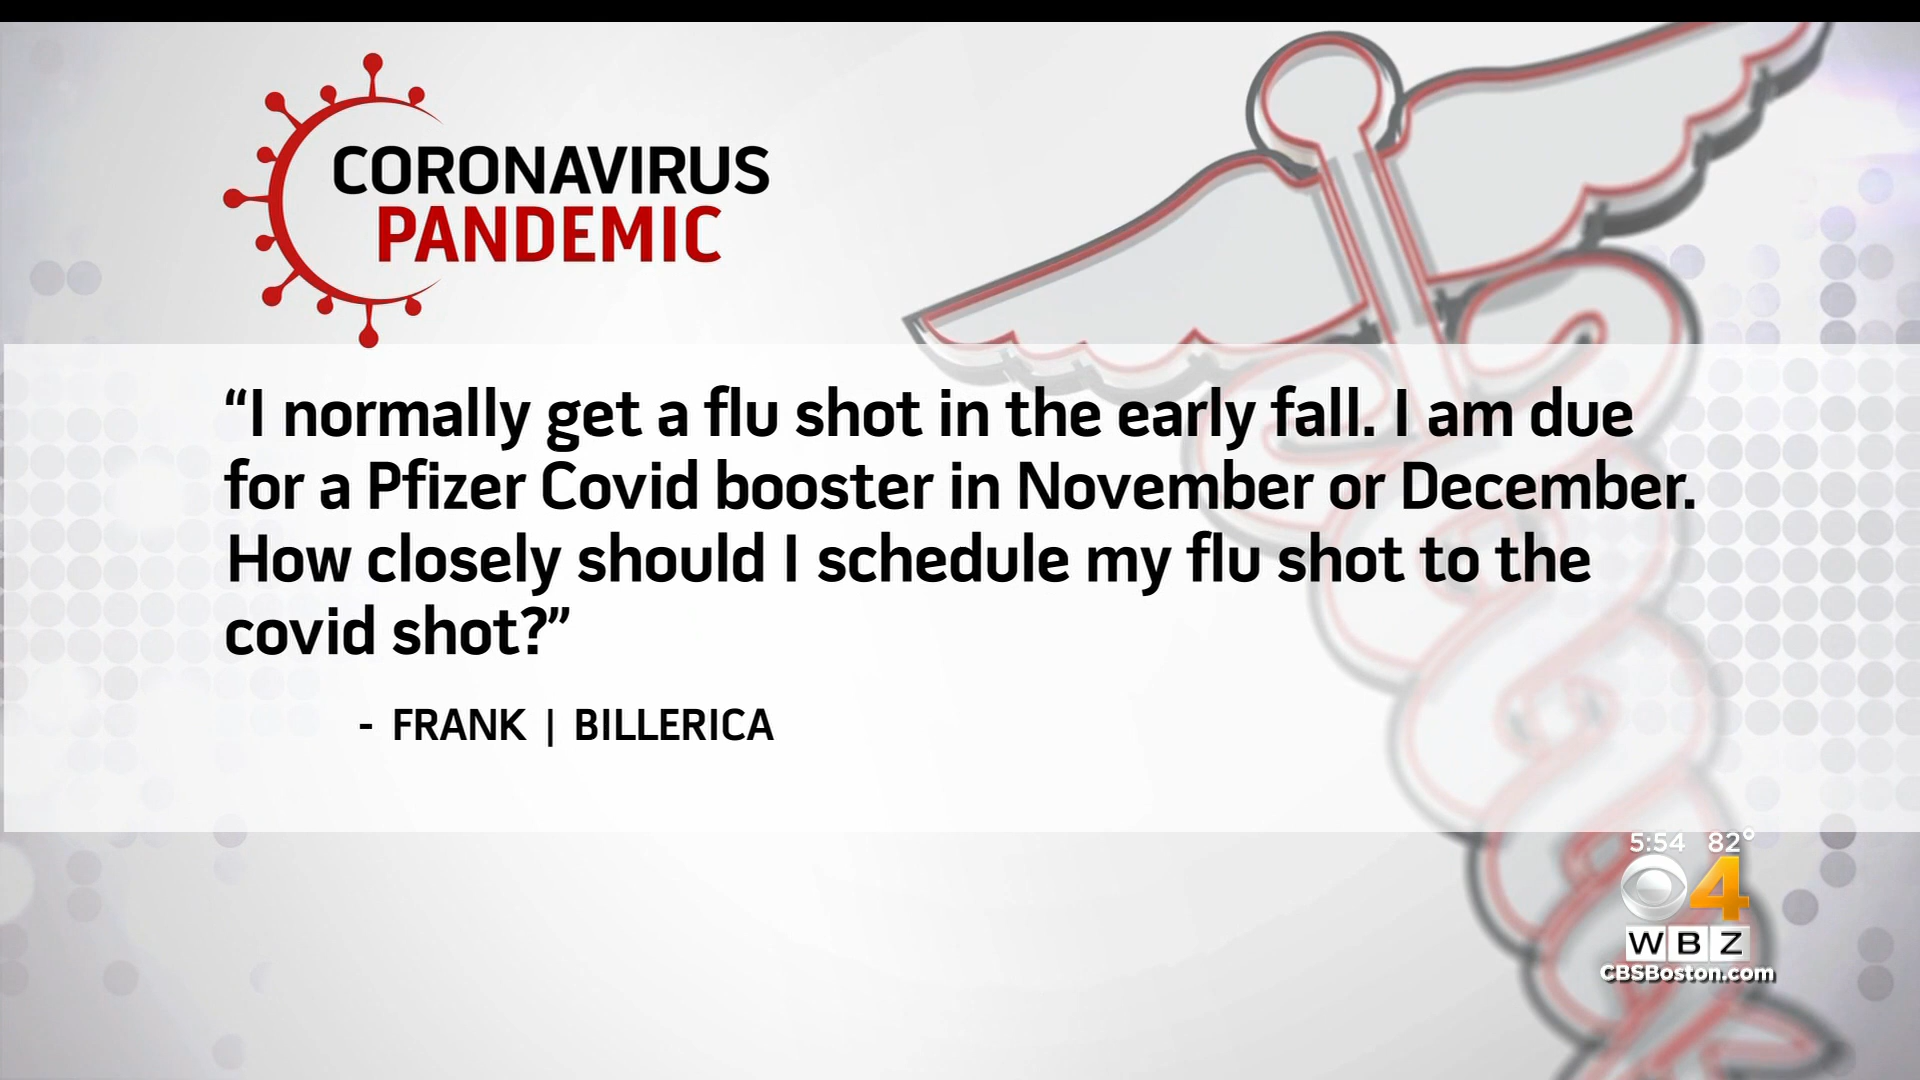 CORONAVIRUS
PANDEMIC
“I normally get a flu shot in the early fall. I am due
for a Pfizer Covid booster in November or December.
How closely should I schedule my flu shot to the
covid shot?”
- FRANK | BILLERICA
5:54 82°
4
WBZ
CBSBoston.com